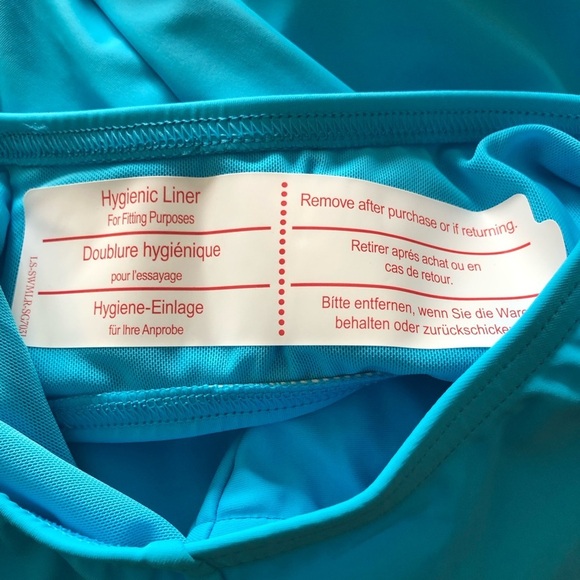 Hygienic Liner
For Fitting Purposes
Remove after purchase or if returning.
Doublure hygiénique
pour l'essayage
Retirer aprés achat ou en
cas de retour.
Hygiene-Einlage
für Ihre Anprobe
Bitte entfernen, wenn Sie die Ware
behalten oder zurückschicken